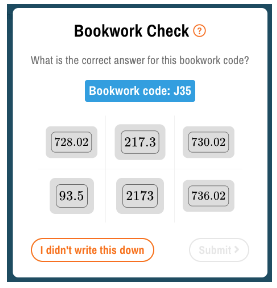 Bookwork Check ?
What is the correct answer for this bookwork code?
Bookwork code: J35
728.02 217.3 730.02
93.5 2173 736.02
I didn't write this down Submit >